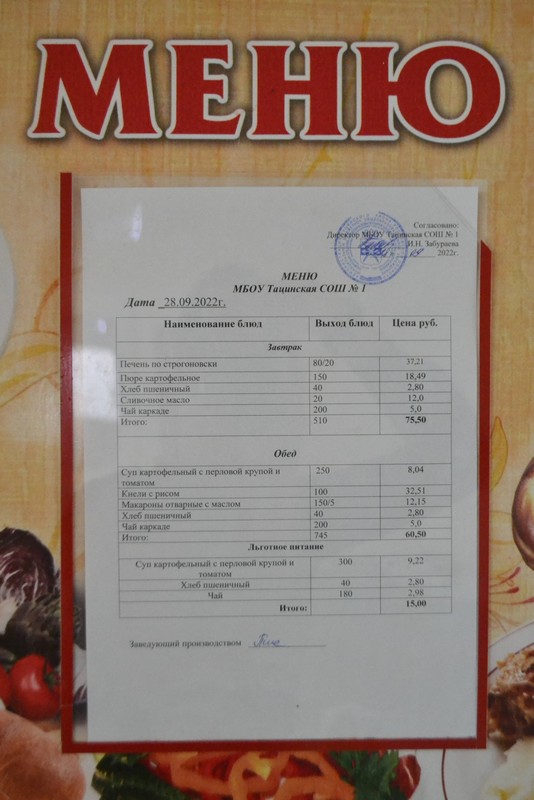 МЕНЮ
Согласовано:
Директор МБОУ Тацинская СОШ № 1
И.Н. Забураева
2022г.
МЕНЮ
МБОУ Тацинская СОШ № 1
Дата _28.09.2022г.
Наименование блюд Выход блюд Цена руб.
Завтрак
Печень по строгоновски 80/20 37,21
Пюре картофельное 150 18,49
Хлеб пшеничный 40 2,80
Сливочное масло 20 12,0
Чай каркаде 200 5,0
Итого: 510 75,50
Обед
Суп картофельный с перловой крупой и 250 8,04
томатом
Кнели с рисом 100 32,51
Макароны отварные с маслом 150/5 12,15
Хлеб пшеничный 40 2,80
Чай каркаде 200 5,0
Итого: 745 60,50
Льготное питание
Суп картофельный с перловой крупой и 300 9,22
томатом
Хлеб пшеничный 40 2,80
Чай 180 2,98
Итого: 15,00
Заведующий производством